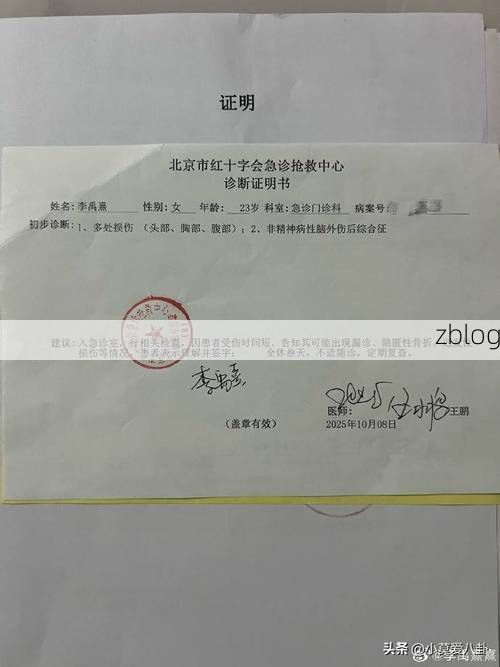 证明
北京市红十字会急诊抢救中心
诊断证明书
姓名:李禹熹 性别:女 年龄: 23岁 科室:急诊门诊科 病案号:
初步诊断:1、多处损伤 (头部、胸部、腹部);2、非精神病性脑外伤后综合征
zblog
建议:入急诊室,行相关检查,因患者受伤时间短,告知其可能出现漏诊、隐匿性骨折、
损伤等情况,患者表示理解并签字: 全休叁天,不适随诊,定期复查。
李禹熹
医师: 王鹏
(盖章有效)
2025年10月08日
头条 @小莫爱八卦
@李禹熹熹